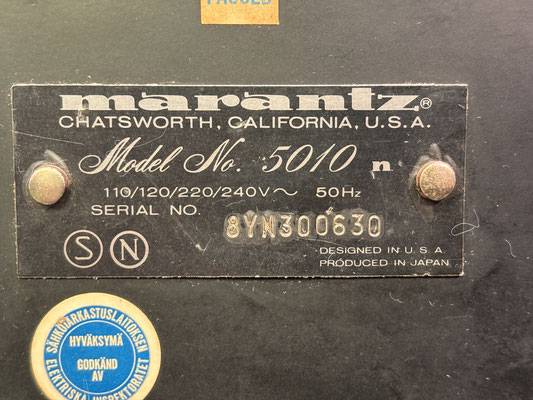 marantz®
CHATSWORTH, CALIFORNIA, U.S.A.
Model No. 5010 n
110/120/220/240V ~ 50Hz
SERIAL NO. 8YN300630
S N
DESIGNED IN U.S.A.
PRODUCED IN JAPAN
SÄHKÖTARKASTUSLAITOKSEN
HYVÄKSYMÄ
GODKÄND
AV
ELEKTRISKA INSPEKTORATET